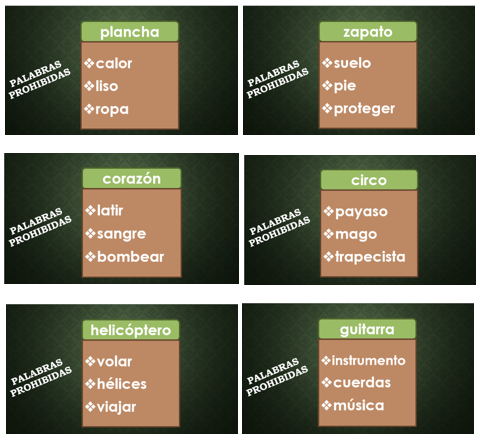 plancha
PALABRAS
PROHIBIDAS
❖calor
❖liso
❖ropa
zapato
PALABRAS
PROHIBIDAS
❖suelo
❖pie
❖proteger
corazón
PALABRAS
PROHIBIDAS
❖latir
❖sangre
❖bombear
circo
PALABRAS
PROHIBIDAS
❖payaso
❖mago
❖trapecista
helicóptero
PALABRAS
PROHIBIDAS
❖volar
❖hélices
❖viajar
guitarra
PALABRAS
PROHIBIDAS
❖instrumento
❖cuerdas
❖música